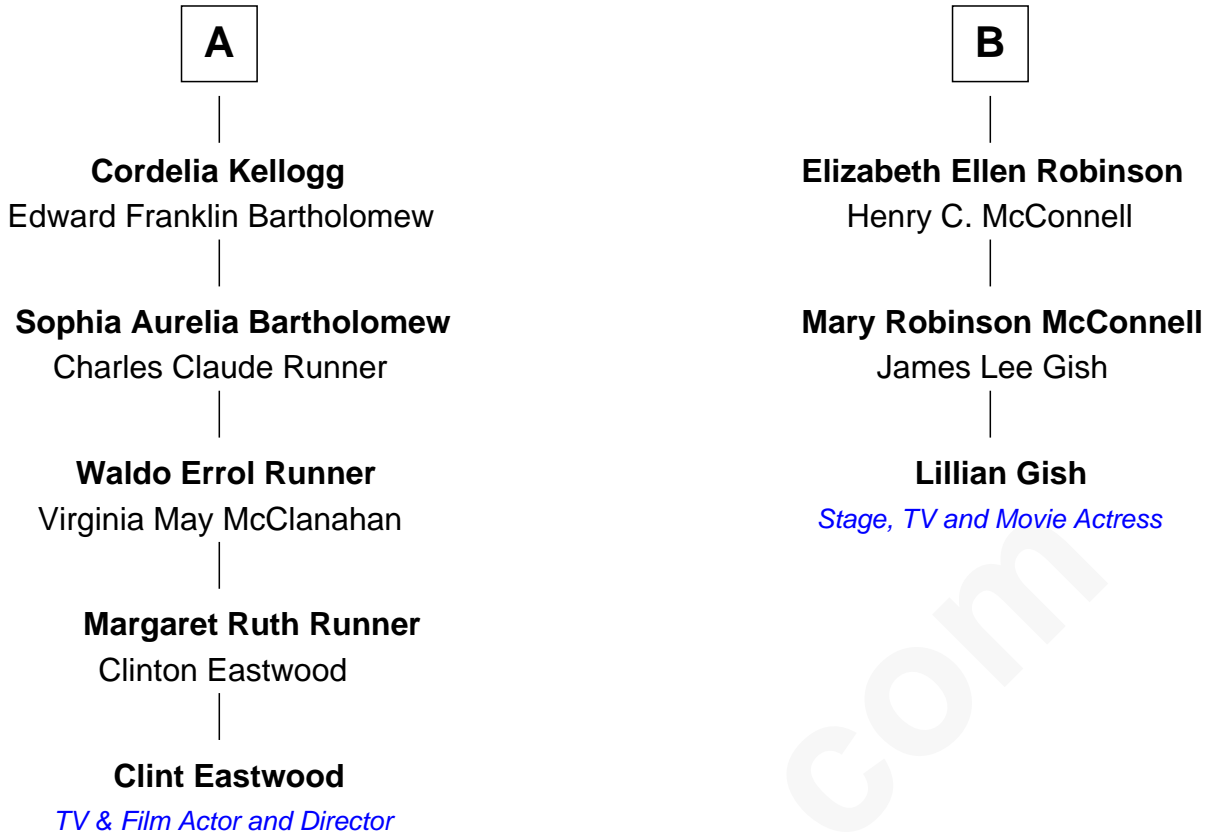 A
Cordelia Kellogg
Edward Franklin Bartholomew
Sophia Aurelia Bartholomew
Charles Claude Runner
Waldo Errol Runner
Virginia May McClanahan
Margaret Ruth Runner
Clinton Eastwood
Clint Eastwood
TV & Film Actor and Director
B
Elizabeth Ellen Robinson
Henry C. McConnell
Mary Robinson McConnell
James Lee Gish
Lillian Gish
Stage, TV and Movie Actress
com